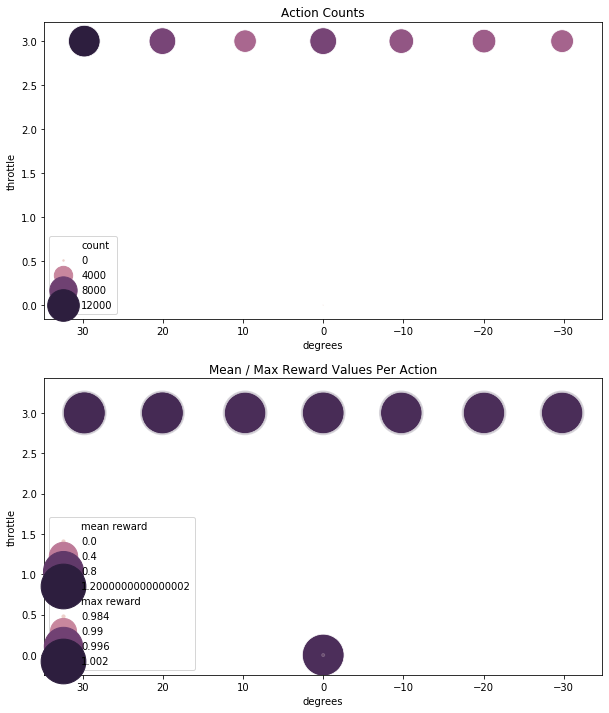 Action Counts
3.0
2.5
2.0
throttle
1.5
1.0
0.5
0.0
count
0
4000
8000
12000
30 20 10 0 −10 −20 −30
degrees
Mean / Max Reward Values Per Action
3.0
2.5
2.0
throttle
1.5
1.0
0.5
0.0
mean reward
0.0
0.4
0.8
1.2000000000000002
max reward
0.984
0.99
0.996
1.002
30 20 10 0 −10 −20 −30
degrees